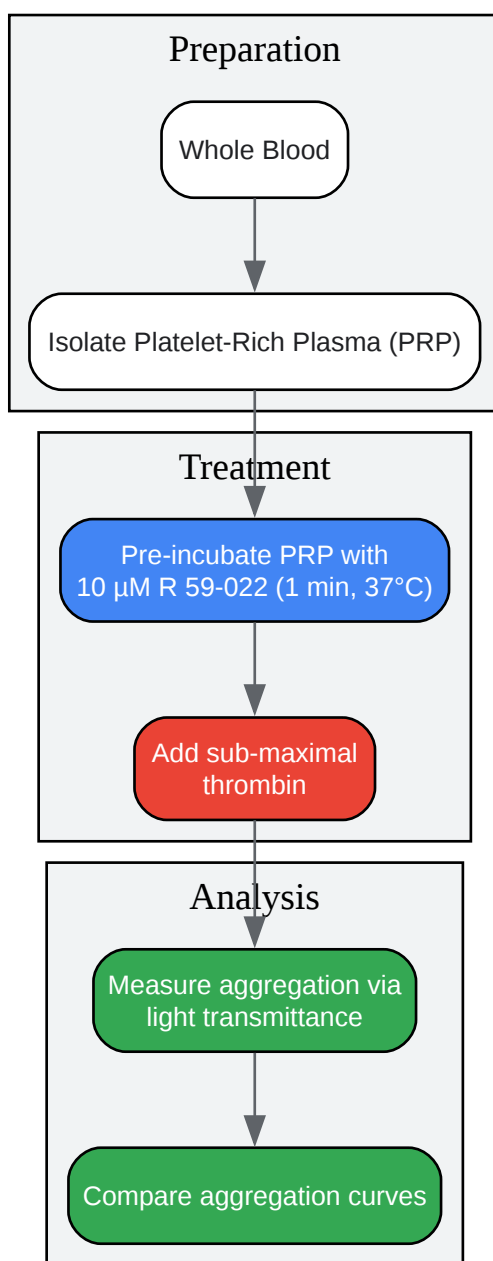 Preparation
Whole Blood
Isolate Platelet-Rich Plasma (PRP)
Treatment
Pre-incubate PRP with
10 µM R 59-022 (1 min, 37°C)
Add sub-maximal
thrombin
Analysis
Measure aggregation via
light transmittance
Compare aggregation curves